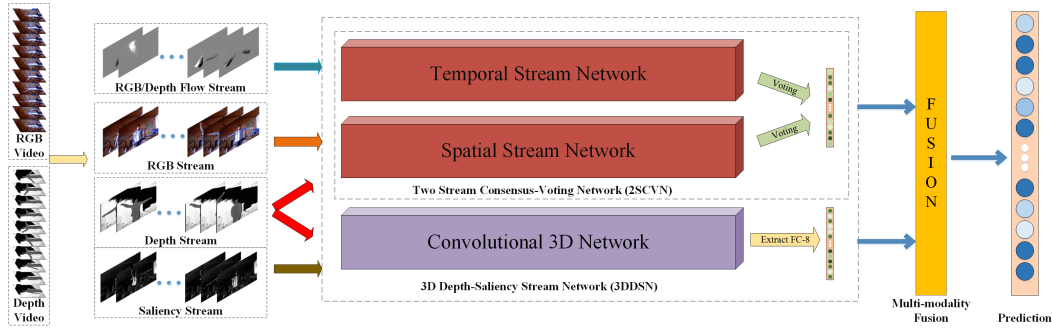 RGB
Video
Depth
Video
RGB/Depth Flow Stream
RGB Stream
Depth Stream
Saliency Stream
Temporal Stream Network
Spatial Stream Network
Voting
Voting
Two Stream Consensus-Voting Network (2SCVN)
Convolutional 3D Network
Extract FC-8
3D Depth-Saliency Stream Network (3DDSN)
FUSION
Multi-modality
Fusion
Prediction